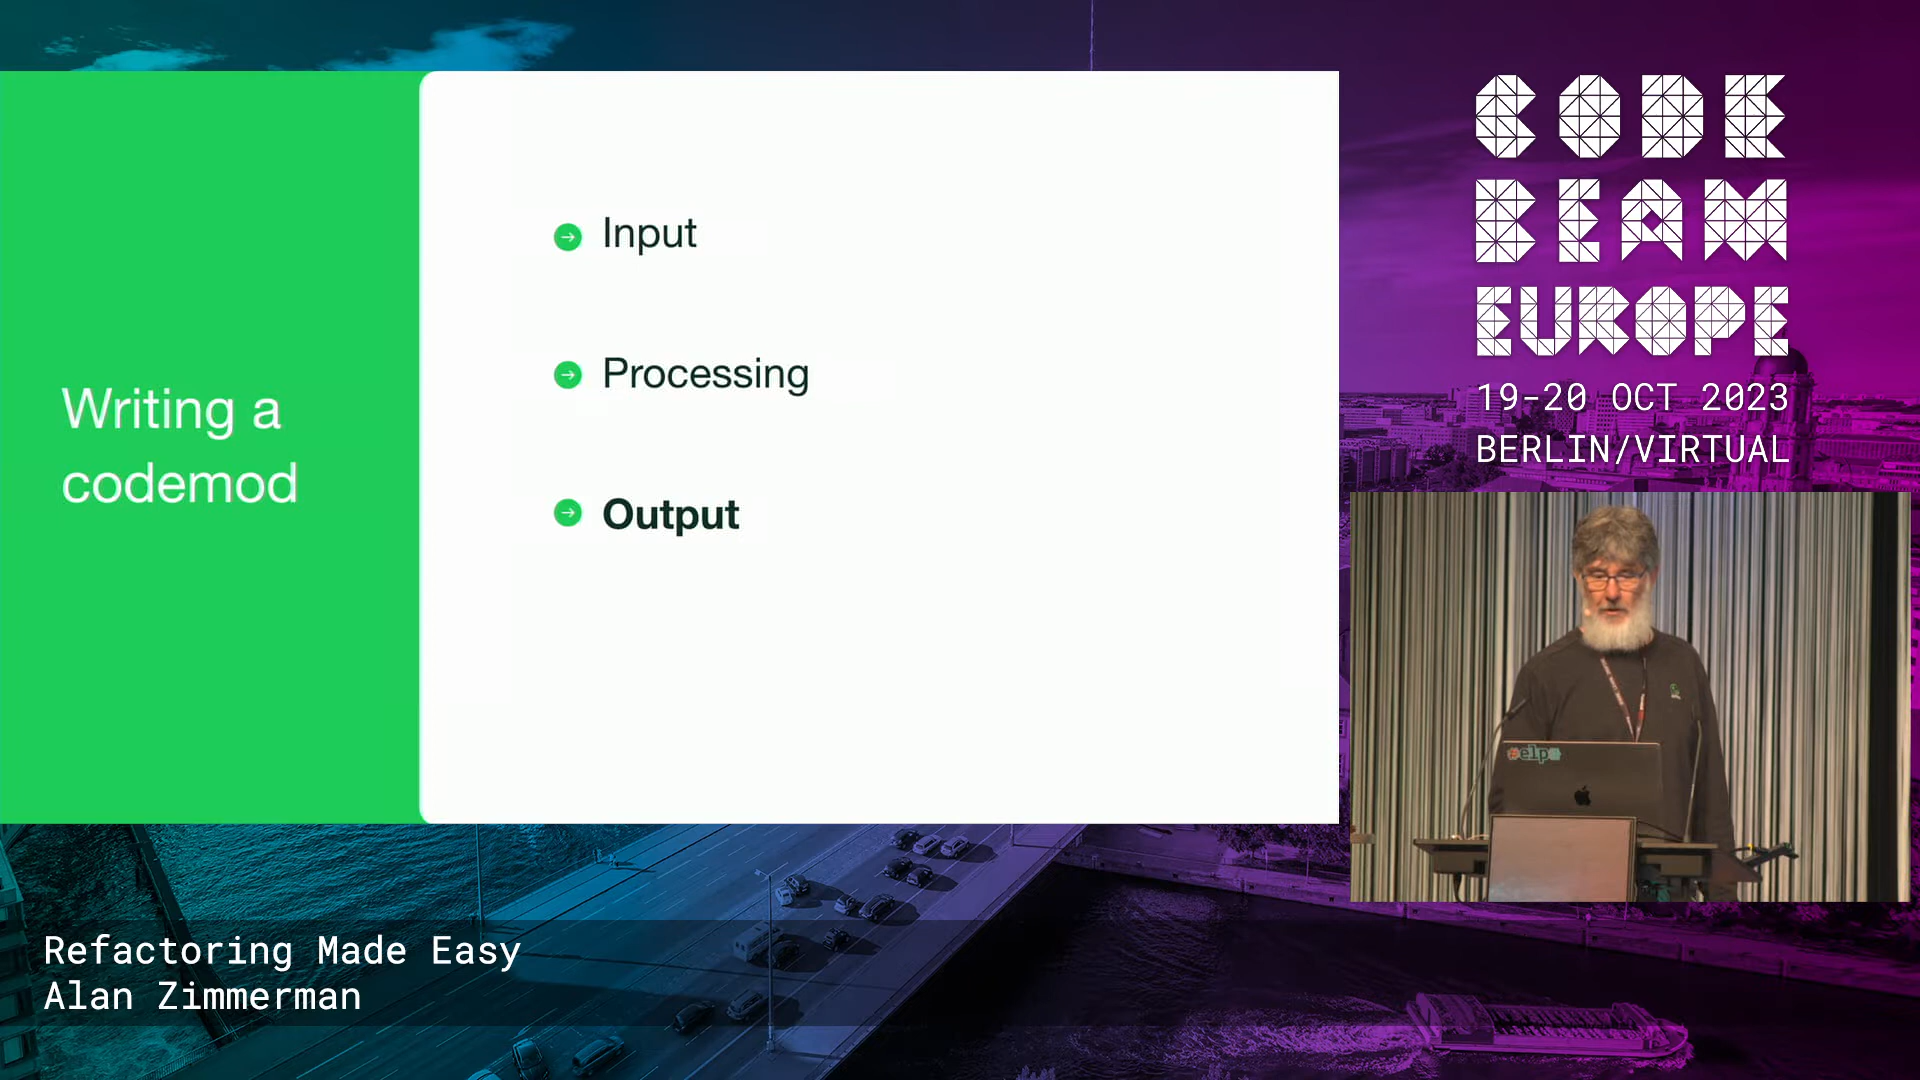 Writing a
codemod
Input
Processing
Output
CODE
BEAM
EUROPE
19-20 OCT 2023
BERLIN/VIRTUAL
#elp
Refactoring Made Easy
Alan Zimmerman